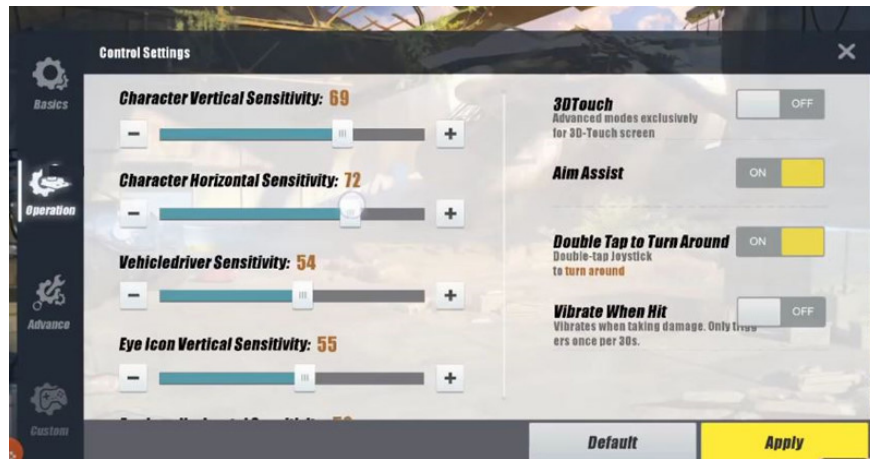 Control Settings
Basics
Operation
Advance
Custom
Character Vertical Sensitivity: 69
Character Horizontal Sensitivity: 72
Vehicledriver Sensitivity: 54
Eye Icon Vertical Sensitivity: 55
3DTouch
OFF
Advanced modes exclusively
for 3D-Touch screen
Aim Assist
ON
Double Tap to Turn Around
ON
Double-tap Joystick
to turn around
Vibrate When Hit
OFF
Vibrates when taking damage. Only trigg
ers once per 30s.
Default
Apply